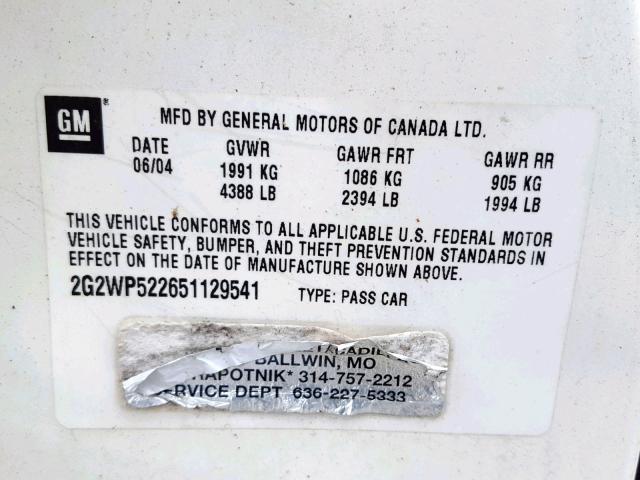 GM
MFD BY GENERAL MOTORS OF CANADA LTD.
DATE GVWR GAWR FRT GAWR RR
06/04 1991 KG 1086 KG 905 KG
4388 LB 2394 LB 1994 LB
THIS VEHICLE CONFORMS TO ALL APPLICABLE U.S. FEDERAL MOTOR
VEHICLE SAFETY, BUMPER, AND THEFT PREVENTION STANDARDS IN
EFFECT ON THE DATE OF MANUFACTURE SHOWN ABOVE.
2G2WP522651129541 TYPE: PASS CAR
BALLWIN, MO
HAPOTNIK* 314-757-2212
SERVICE DEPT 636-227-5333